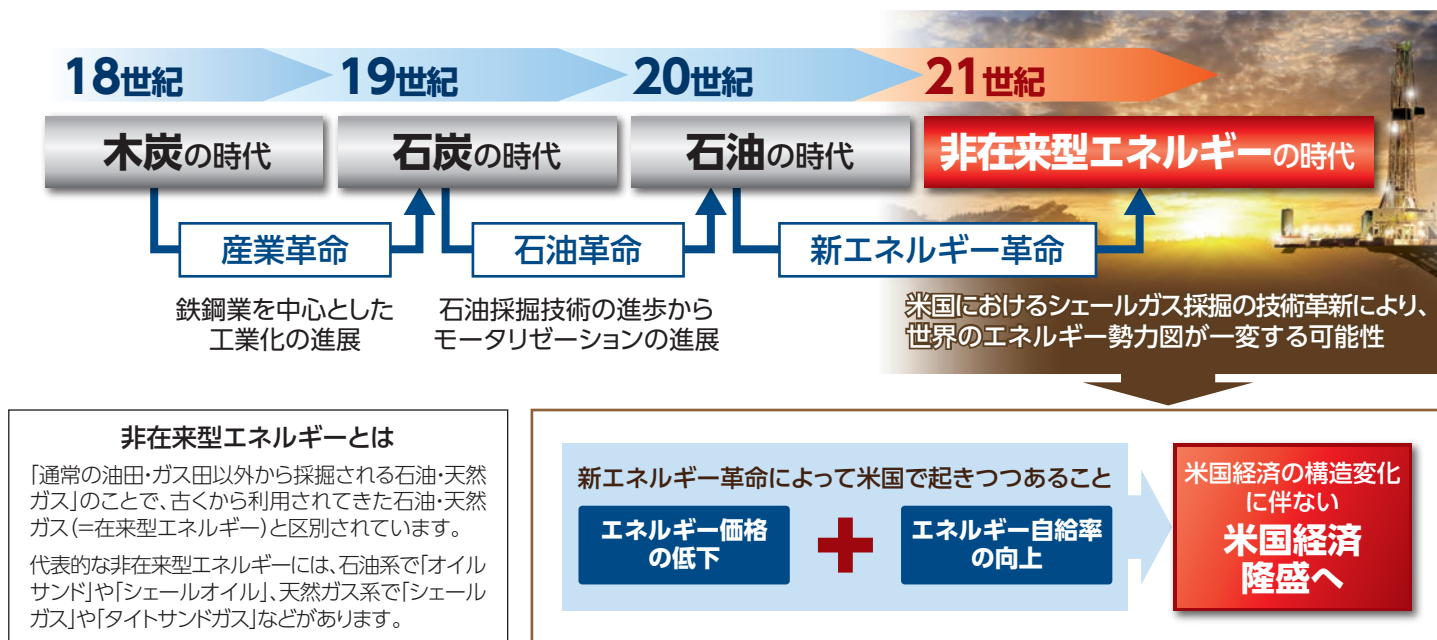 18世紀
19世紀
20世紀
21世紀
木炭の時代
石炭の時代
石油の時代
非在来型エネルギーの時代
産業革命
石油革命
新エネルギー革命
鉄鋼業を中心とした
工業化の進展
石油採掘技術の進歩から
モータリゼーションの進展
米国におけるシェールガス採掘の技術革新により、
世界のエネルギー勢力図が一変する可能性
非在来型エネルギーとは
「通常の油田・ガス田以外から採掘される石油・天然
ガス」のことで、古くから利用されてきた石油・天然
ガス(=在来型エネルギー)と区別されています。
代表的な非在来型エネルギーには、石油系で「オイル
サンド」や「シェールオイル」、天然ガス系で「シェール
ガス」や「タイトサンドガス」などがあります。
新エネルギー革命によって米国で起きつつあること
エネルギー価格
の低下
エネルギー自給率
の向上
米国経済の構造変化
に伴ない
米国経済
隆盛へ